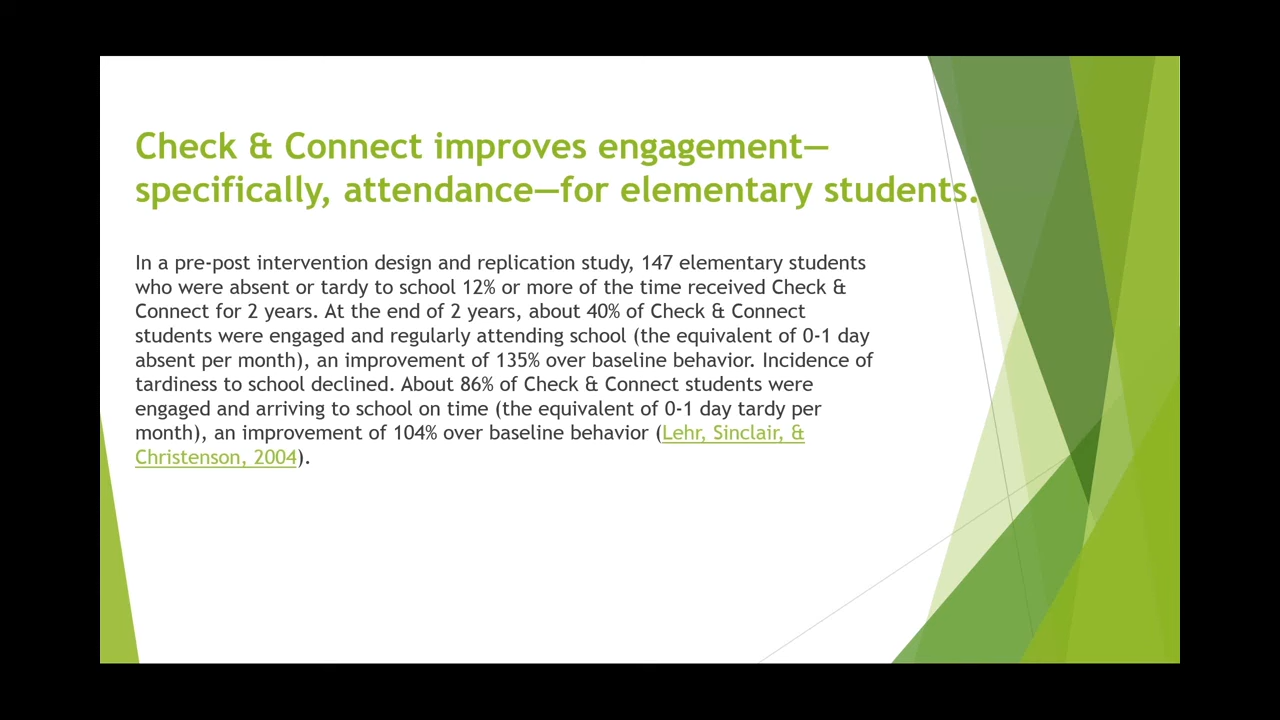 Check & Connect improves engagement—
specifically, attendance—for elementary students.
In a pre-post intervention design and replication study, 147 elementary students
who were absent or tardy to school 12% or more of the time received Check &
Connect for 2 years. At the end of 2 years, about 40% of Check & Connect
students were engaged and regularly attending school (the equivalent of 0-1 day
absent per month), an improvement of 135% over baseline behavior. Incidence of
tardiness to school declined. About 86% of Check & Connect students were
engaged and arriving to school on time (the equivalent of 0-1 day tardy per
month), an improvement of 104% over baseline behavior (Lehr, Sinclair, &
Christenson, 2004).